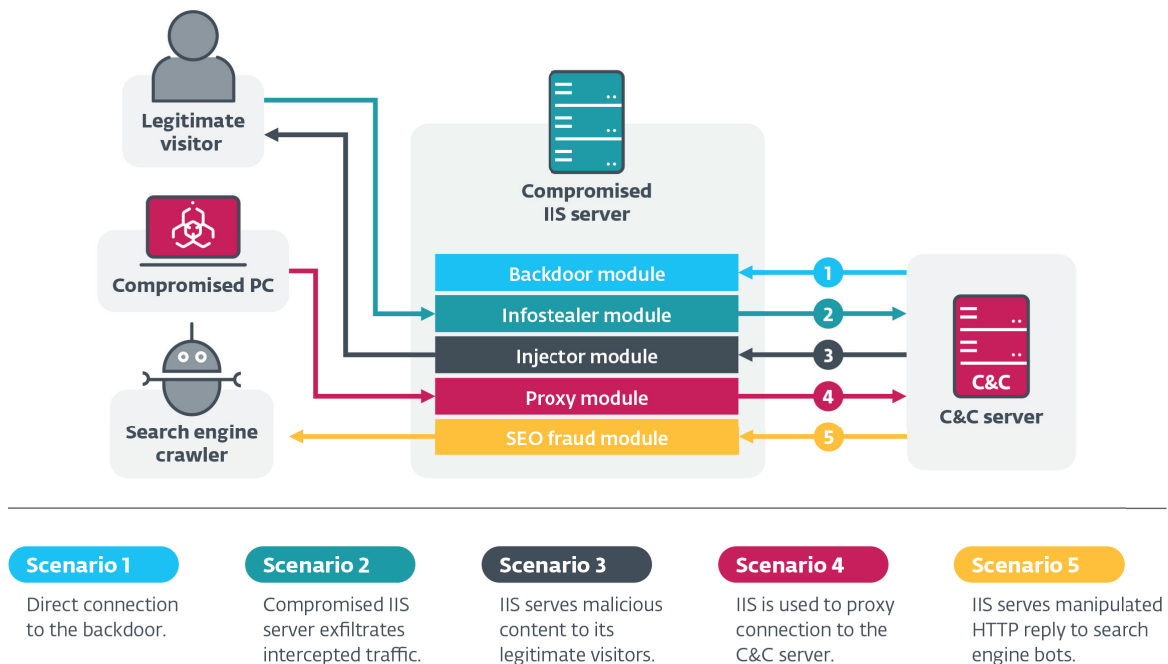 Legitimate
visitor
Compromised
IIS server
Compromised PC
Backdoor module
1
Infostealer module
2
Injector module
3
Proxy module
4
SEO fraud module
5
C&C
C&C server
Search engine
crawler
Scenario 1
Direct connection
to the backdoor.
Scenario 2
Compromised IIS
server exfiltrates
intercepted traffic.
Scenario 3
IIS serves malicious
content to its
legitimate visitors.
Scenario 4
IIS is used to proxy
connection to the
C&C server.
Scenario 5
IIS serves manipulated
HTTP reply to search
engine bots.